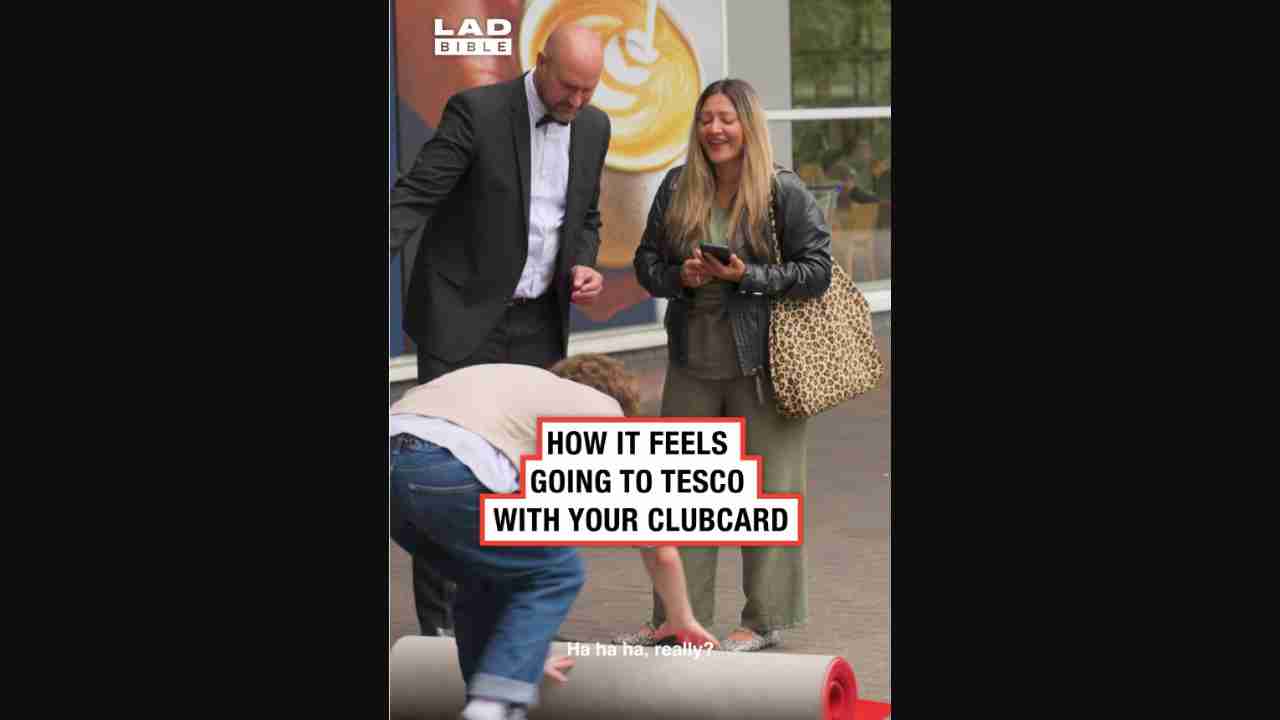 LAD
BIBLE
HOW IT FEELS
GOING TO TESCO
WITH YOUR CLUBCARD
Ha ha ha, really?